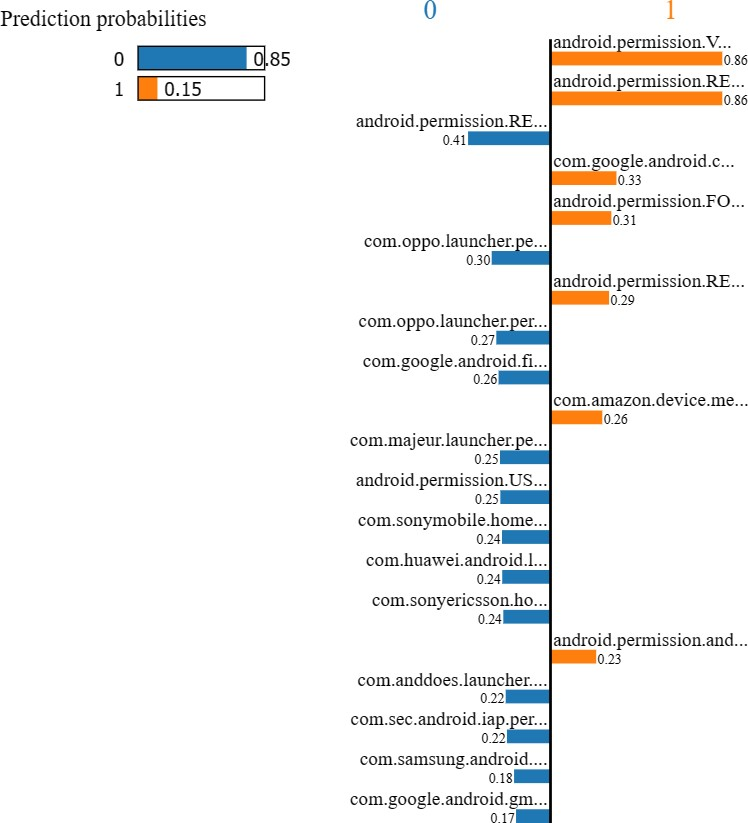 Prediction probabilities
0 0.85
1 0.15
0 1
android.permission.V...
0.86
android.permission.RE...
0.86
android.permission.RE...
0.41
com.google.android.c...
0.33
android.permission.FO...
0.31
com.oppo.launcher.pe...
0.30
android.permission.RE...
0.29
com.oppo.launcher.per...
0.27
com.google.android.fi...
0.26
com.amazon.device.me...
0.26
com.majeur.launcher.pe...
0.25
android.permission.US...
0.25
com.sonymobile.home...
0.24
com.huawei.android.l...
0.24
com.sonyericsson.ho...
0.24
android.permission.and...
0.23
com.anddoes.launcher....
0.22
com.sec.android.iap.per...
0.22
com.samsung.android....
0.18
com.google.android.gm...
0.17